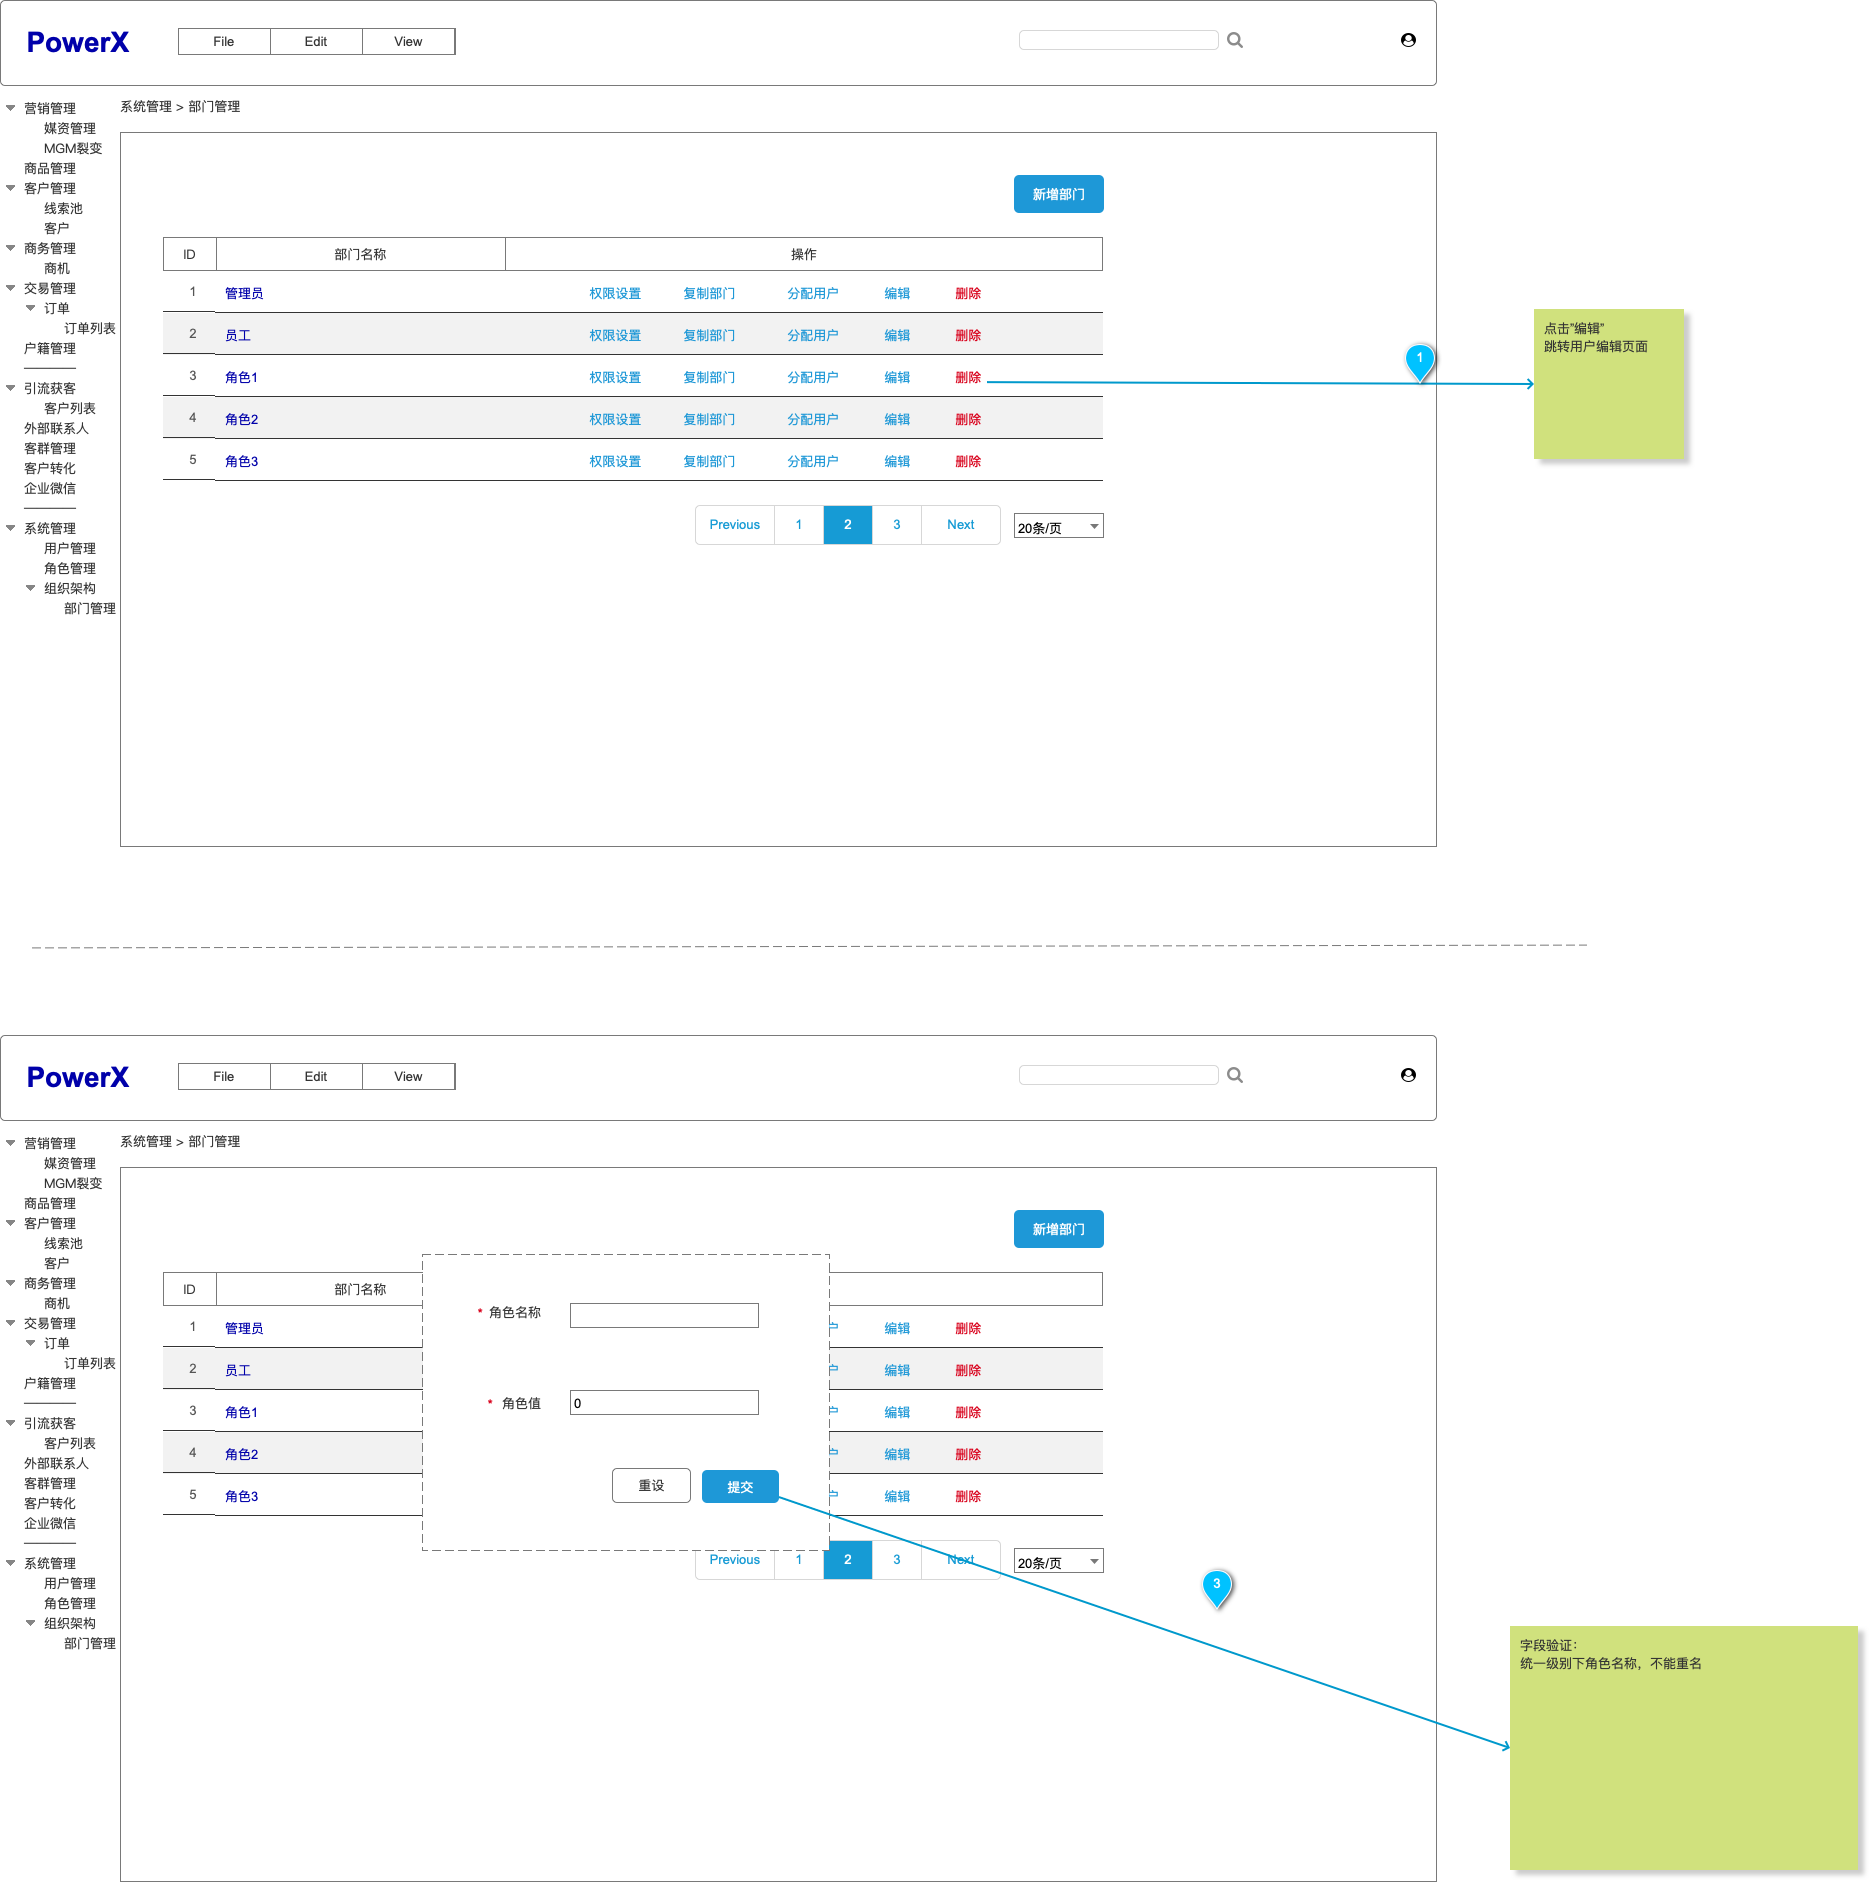 PowerX
File Edit View
营销管理
媒资管理
MGM裂变
商品管理
客户管理
线索池
客户
商务管理
商机
交易管理
订单
订单列表
户籍管理
引流获客
客户列表
外部联系人
客群管理
客户转化
企业微信
系统管理
用户管理
角色管理
组织架构
部门管理
系统管理 > 部门管理
新增部门
ID 部门名称 操作
1 管理员 权限设置 复制部门 分配用户 编辑 删除
2 员工 权限设置 复制部门 分配用户 编辑 删除
3 角色1 权限设置 复制部门 分配用户 编辑 删除
4 角色2 权限设置 复制部门 分配用户 编辑 删除
5 角色3 权限设置 复制部门 分配用户 编辑 删除
Previous 1 2 3 Next 20条/页
1
点击”编辑”
跳转用户编辑页面
PowerX
File Edit View
营销管理
媒资管理
MGM裂变
商品管理
客户管理
线索池
客户
商务管理
商机
交易管理
订单
订单列表
户籍管理
引流获客
客户列表
外部联系人
客群管理
客户转化
企业微信
系统管理
用户管理
角色管理
组织架构
部门管理
系统管理 > 部门管理
新增部门
ID 部门名称
1 管理员 编辑 删除
2 员工 编辑 删除
3 角色1 编辑 删除
4 角色2 编辑 删除
5 角色3 编辑 删除
* 角色名称
* 角色值 0
重设 提交
Previous 1 2 3 Next 20条/页
3
字段验证：
统一级别下角色名称，不能重名